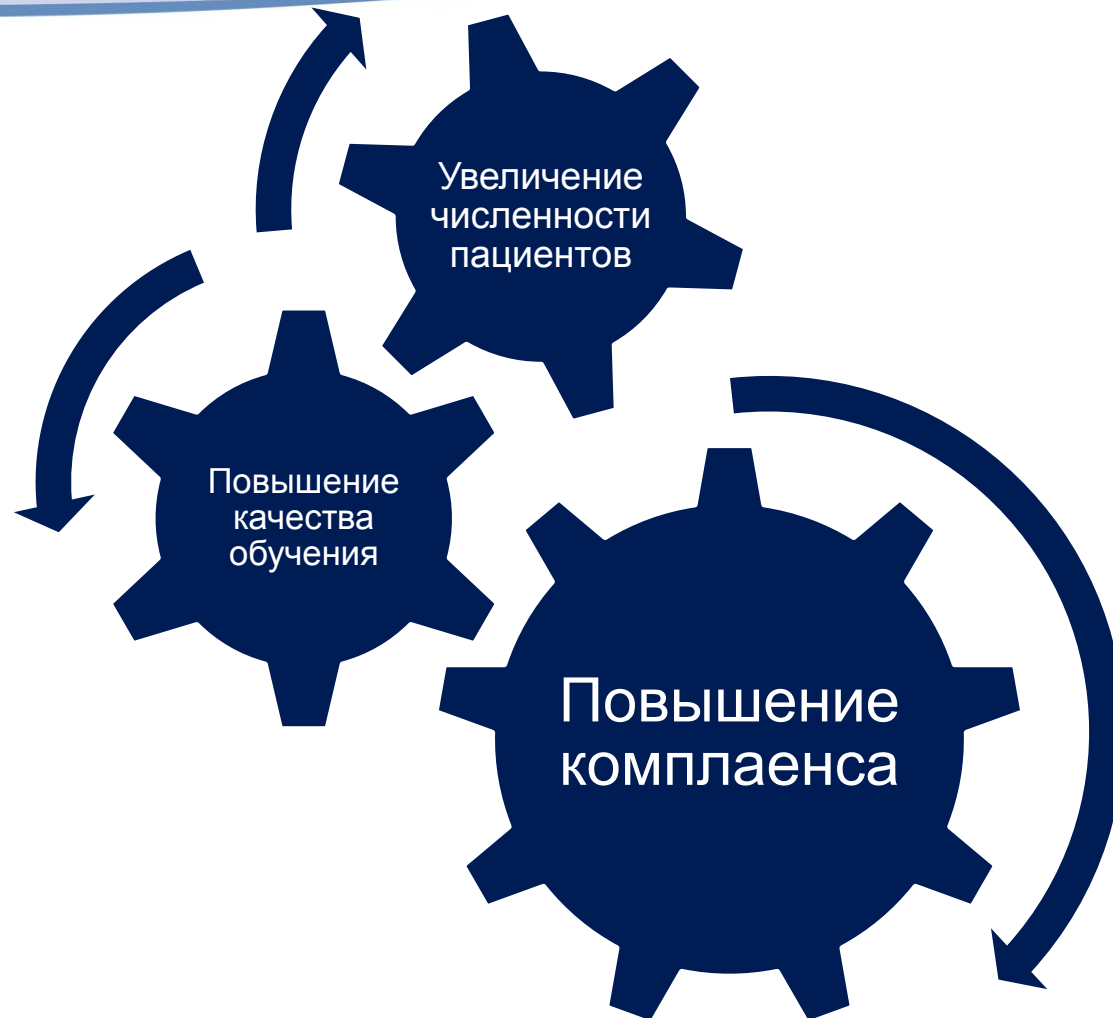 Увеличение
численности
пациентов
Повышение
качества
обучения
Повышение
комплаенса